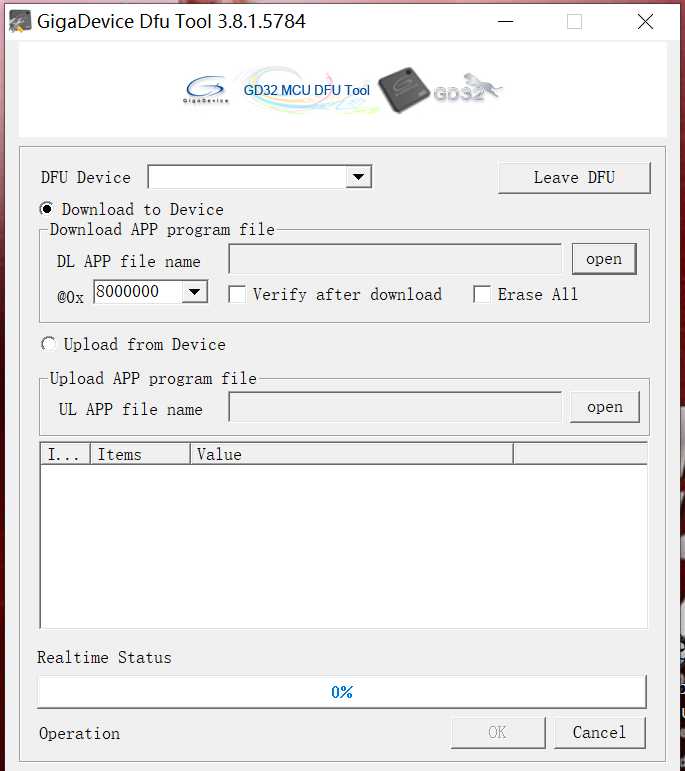 GigaDevice Dfu Tool 3.8.1.5784
GigaDevice
GD32 MCU DFU Tool
GD32
DFU Device
Leave DFU
Download to Device
Download APP program file
DL APP file name
open
@0x 8000000
Verify after download
Erase All
Upload from Device
Upload APP program file
UL APP file name
open
I... Items Value
Realtime Status
0%
Operation
OK
Cancel